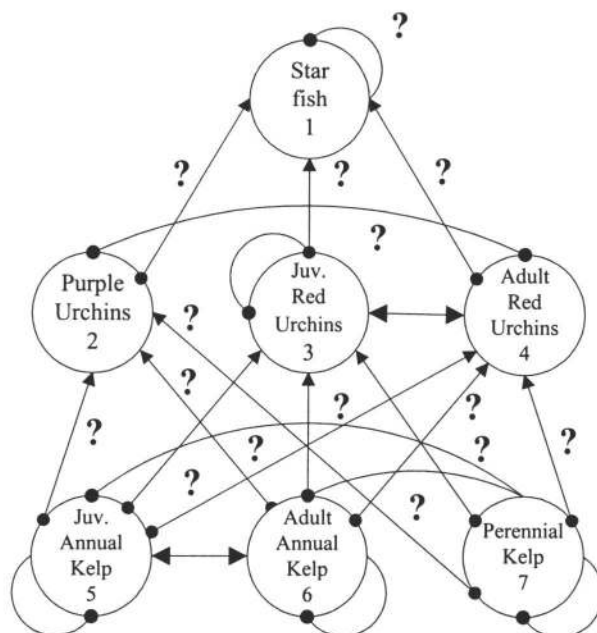 ?
Star
fish
1
? ? ?
?
Purple
Urchins
2
Juv.
Red
Urchins
3
Adult
Red
Urchins
4
?
? ? ?
? ? ? ?
? ?
Juv.
Annual
Kelp
5
Adult
Annual
Kelp
6
Perennial
Kelp
7